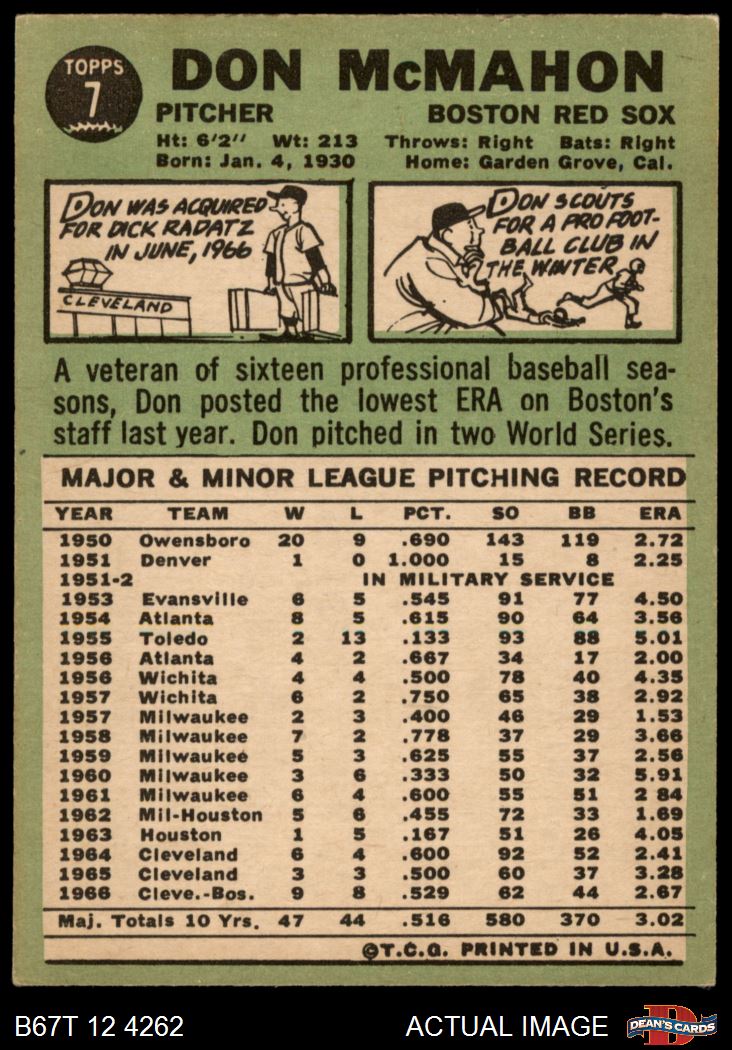 TOPPS
7
DON McMAHON
PITCHER BOSTON RED SOX
Ht: 6'2" Wt: 213 Throws: Right Bats: Right
Born: Jan. 4, 1930 Home: Garden Grove, Cal.
DON WAS ACQUIRED
FOR DICK RADATZ
IN JUNE, 1966
CLEVELAND
DON SCOUTS
FOR A PRO FOOT-
BALL CLUB IN
THE WINTER
A veteran of sixteen professional baseball sea-
sons, Don posted the lowest ERA on Boston's
staff last year. Don pitched in two World Series.
MAJOR & MINOR LEAGUE PITCHING RECORD
YEAR TEAM W L PCT. SO BB ERA
1950 Owensboro 20 9 .690 143 119 2.72
1951 Denver 1 0 1.000 15 8 2.25
1951-2 IN MILITARY SERVICE
1953 Evansville 6 5 .545 91 77 4.50
1954 Atlanta 8 5 .615 90 64 3.56
1955 Toledo 2 13 .133 93 88 5.01
1956 Atlanta 4 2 .667 34 17 2.00
1956 Wichita 4 4 .500 78 40 4.35
1957 Wichita 6 2 .750 65 38 2.92
1957 Milwaukee 2 3 .400 46 29 1.53
1958 Milwaukee 7 2 .778 37 29 3.66
1959 Milwaukee 5 3 .625 55 37 2.56
1960 Milwaukee 3 6 .333 50 32 5.91
1961 Milwaukee 6 4 .600 55 51 2 84
1962 Mil-Houston 5 6 .455 72 33 1.69
1963 Houston 1 5 .167 51 26 4.05
1964 Cleveland 6 4 .600 92 52 2.41
1965 Cleveland 3 3 .500 60 37 3.28
1966 Cleve.-Bos. 9 8 .529 62 44 2.67
Maj. Totals 10 Yrs. 47 44 .516 580 370 3.02
©T.C.G. PRINTED IN U.S.A.
B67T 12 4262 ACTUAL IMAGE DEAN'S CARDS